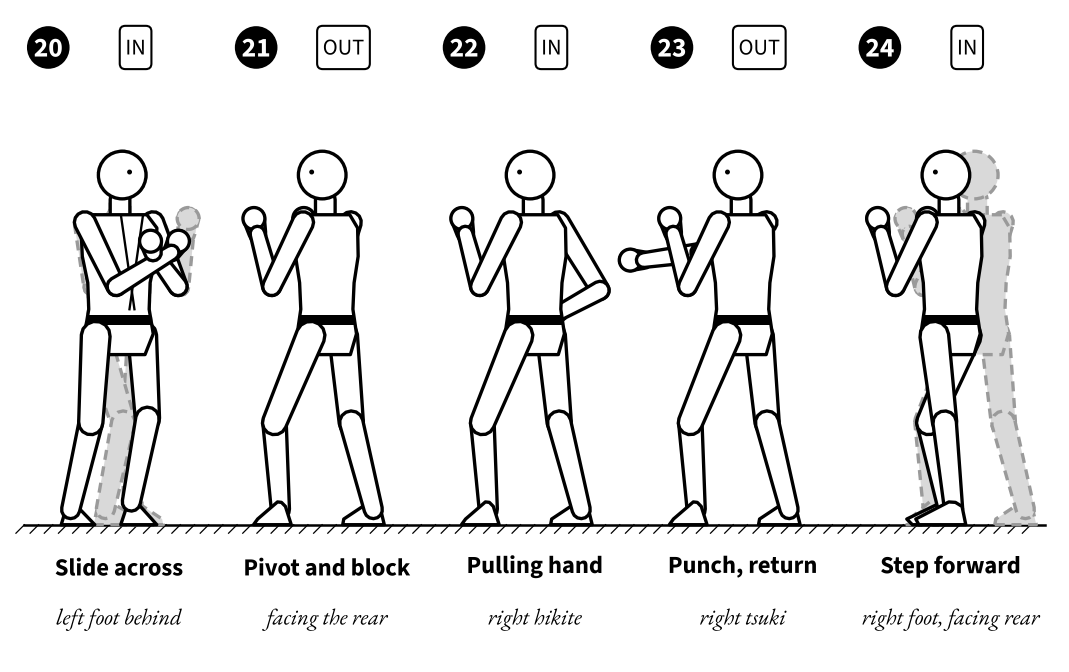 20 IN 21 OUT 22 IN 23 OUT 24 IN
Slide across Pivot and block Pulling hand Punch, return Step forward
left foot behind facing the rear right hikite right tsuki right foot, facing rear